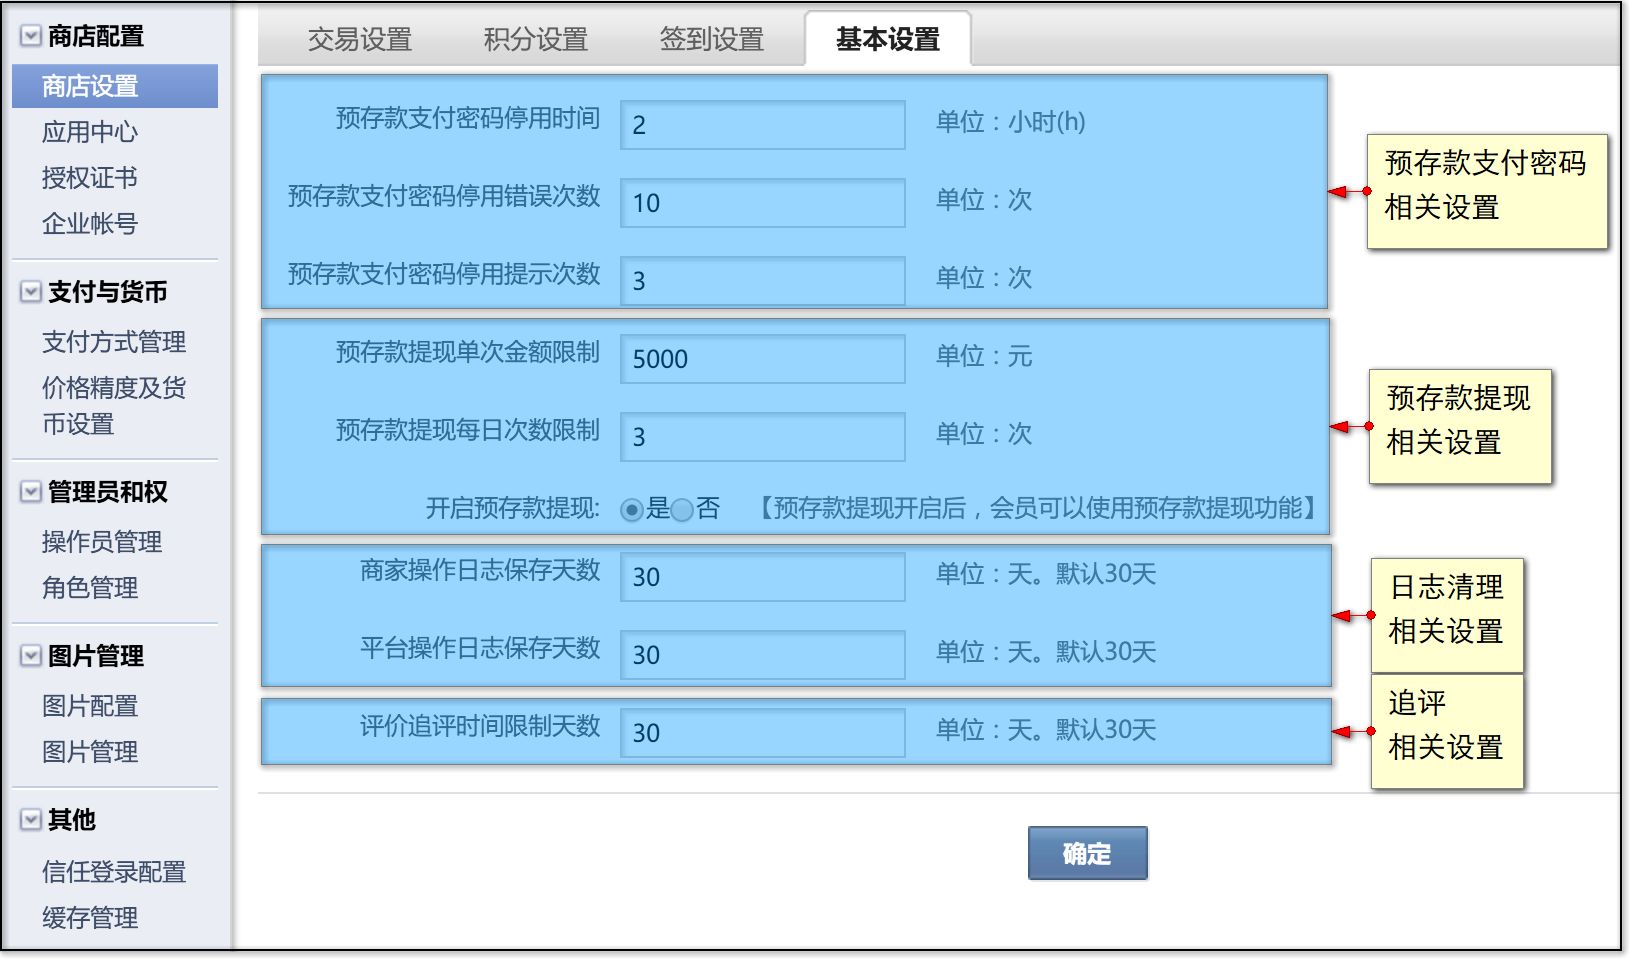 商店配置
商店设置
应用中心
授权证书
企业帐号
支付与货币
支付方式管理
价格精度及货
币设置
管理员和权
操作员管理
角色管理
图片管理
图片配置
图片管理
其他
信任登录配置
缓存管理
交易设置 积分设置 签到设置 基本设置
预存款支付密码停用时间 2 单位：小时(h)
预存款支付密码停用错误次数 10 单位：次
预存款支付密码停用提示次数 3 单位：次
预存款支付密码
相关设置
预存款提现单次金额限制 5000 单位：元
预存款提现每日次数限制 3 单位：次
开启预存款提现: 是 否 【预存款提现开启后，会员可以使用预存款提现功能】
预存款提现
相关设置
商家操作日志保存天数 30 单位：天。默认30天
平台操作日志保存天数 30 单位：天。默认30天
日志清理
相关设置
评价追评时间限制天数 30 单位：天。默认30天
追评
相关设置
确定